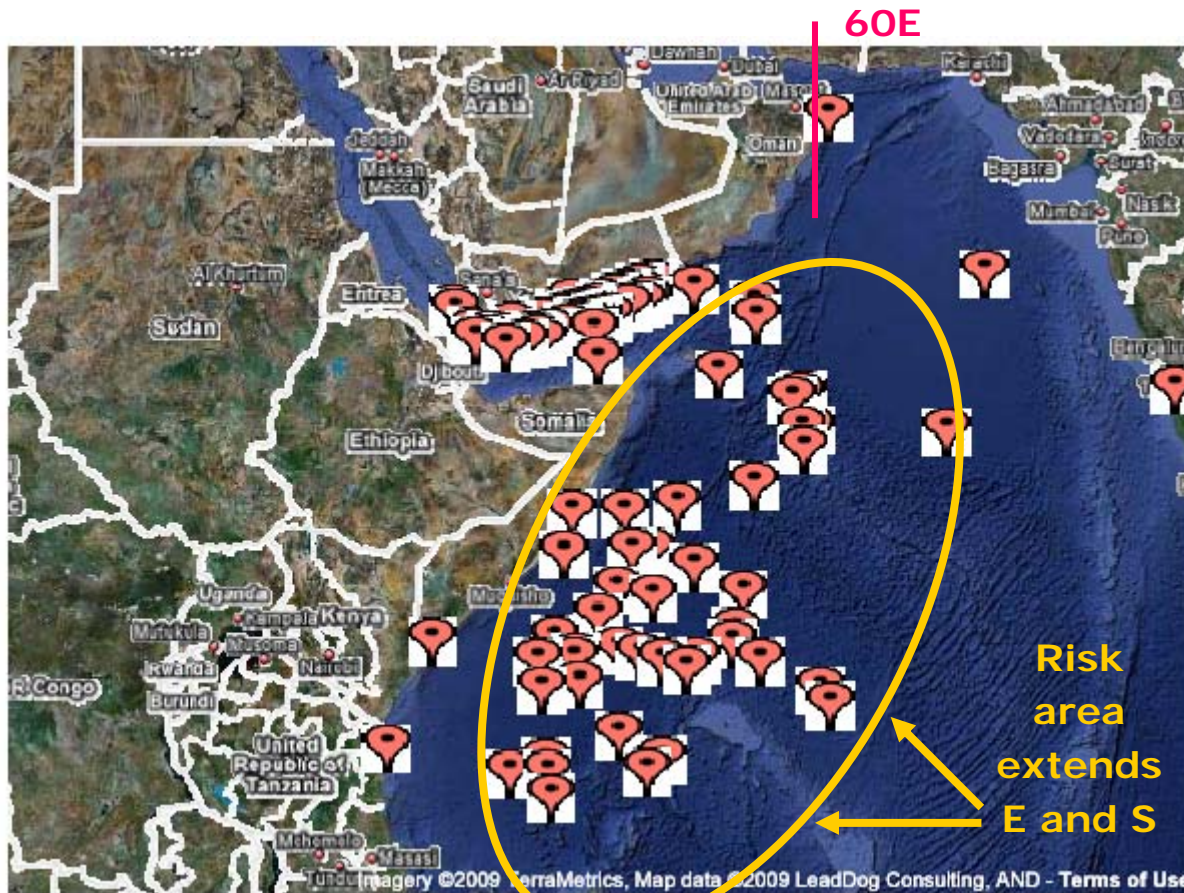 60E
Dawhah
Dubai
Karachi
Ar Riyad
Saudi
Arabia
United Arab
Emirates
Ahmadabad
Jeddah
Oman
Vadodara
Makkah
(Mecca)
Bagasra
Surat
Nasik
Mumbai
Pune
Sana'a
Al Khurtum
Eritrea
Sudan
Djibouti
Somalia
Ethiopia
Uganda
Kampala
Kenya
Mutukula
Musoma
Rwanda
Nairobi
R Congo
Burundi
United
Republic of
Tanzania
Risk
area
extends
E and S
Mchomolo
Masasi
Imagery ©2009 TerraMetrics, Map data ©2009 LeadDog Consulting, AND - Terms of Use